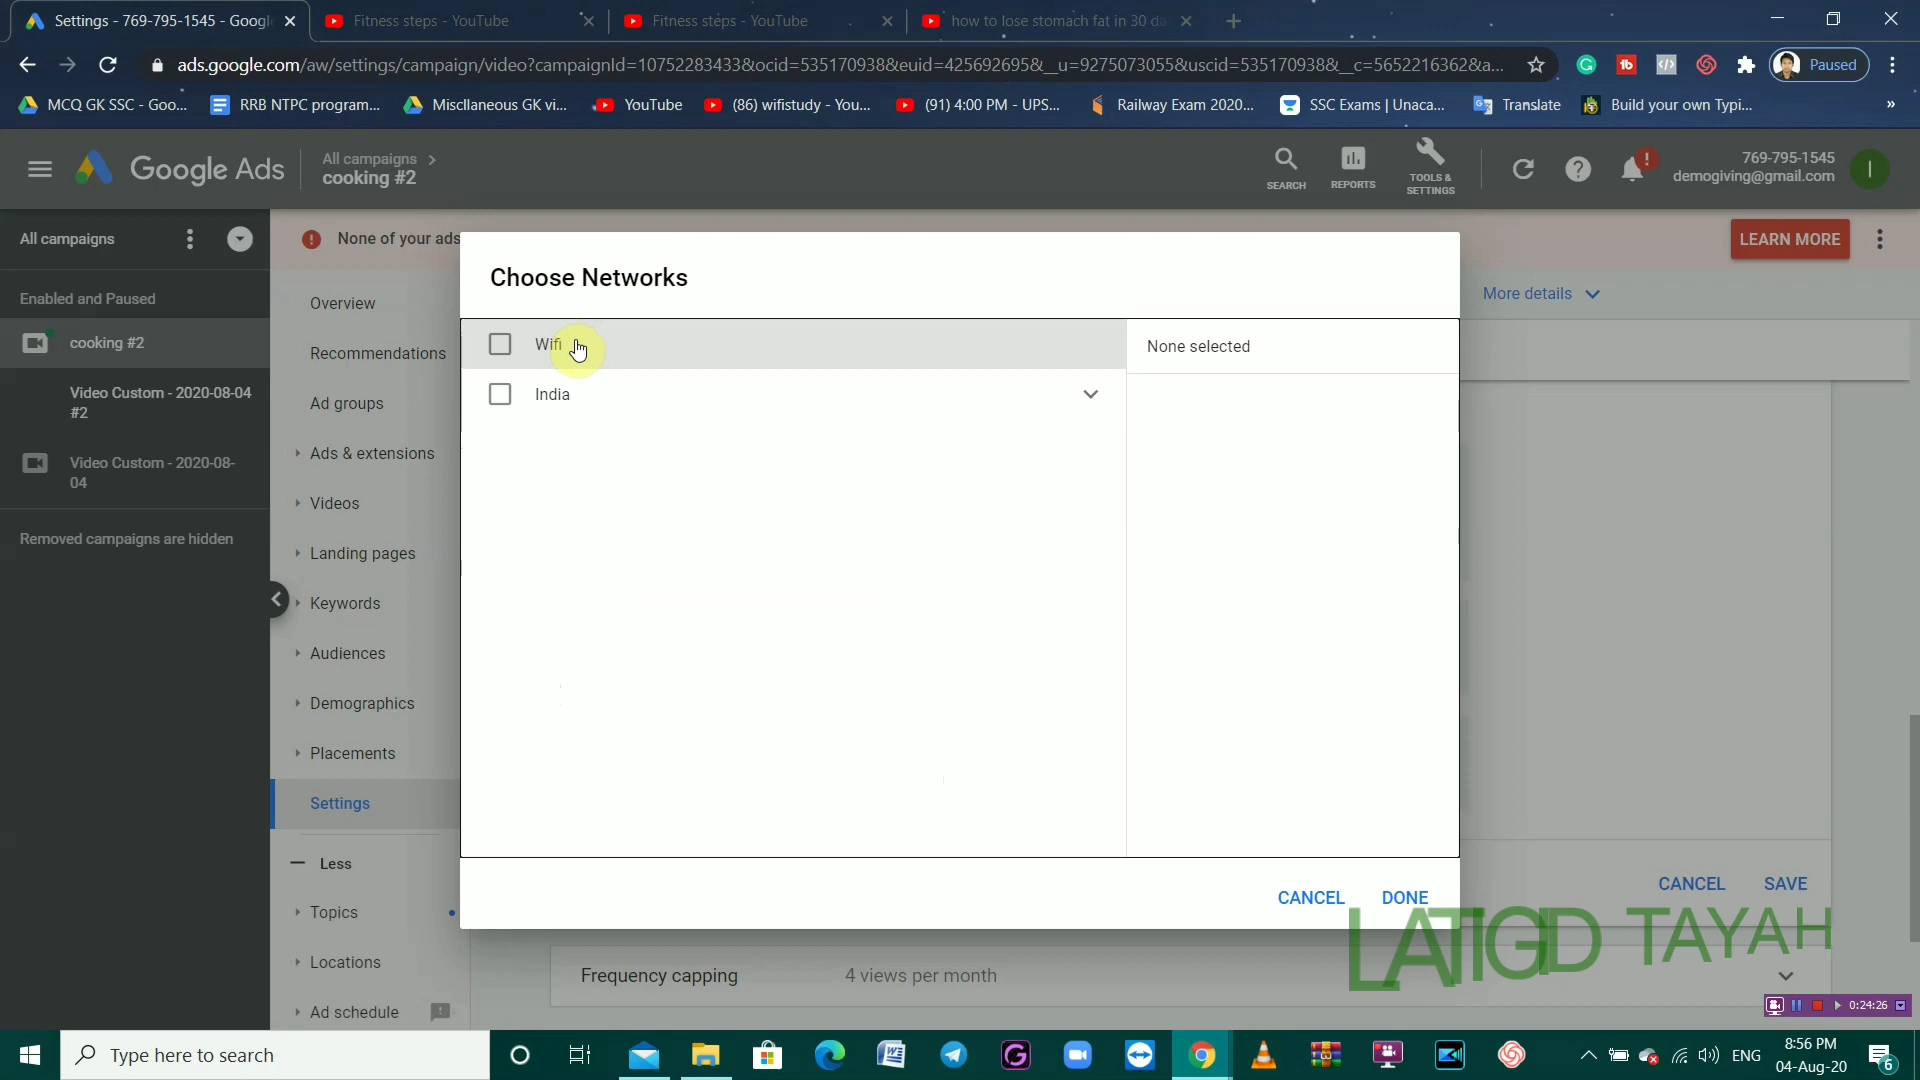 Settings - 769-795-1545 - Googl
Fitness steps - YouTube
Fitness steps - YouTube
how to lose stomach fat in 30 da
ads.google.com/aw/settings/campaign/video?campaignId=10752283433&ocid=535170938&euid=425692695&__u=9275073055&uscid=535170938&__c=5652216362&a...
Paused
MCQ GK SSC - Goo...
RRB NTPC program...
Miscllaneous GK vi...
YouTube
(86) wifistudy - You...
(91) 4:00 PM - UPS...
Railway Exam 2020...
SSC Exams | Unaca...
Translate
Build your own Typi...
»
Google Ads
All campaigns >
cooking #2
SEARCH
REPORTS
TOOLS &
SETTINGS
769-795-1545
demogiving@gmail.com
I
All campaigns
None of your ads
LEARN MORE
Enabled and Paused
cooking #2
Video Custom - 2020-08-04
#2
Video Custom - 2020-08-
04
Removed campaigns are hidden
Overview
Recommendations
Ad groups
Ads & extensions
Videos
Landing pages
Keywords
Audiences
Demographics
Placements
Settings
Less
Topics
Locations
Ad schedule
More details
Choose Networks
Wifi
India
None selected
CANCEL
DONE
CANCEL
SAVE
Frequency capping
4 views per month
LATIGD TAYAH
0:24:26
Type here to search
ENG
8:56 PM
04-Aug-20
6